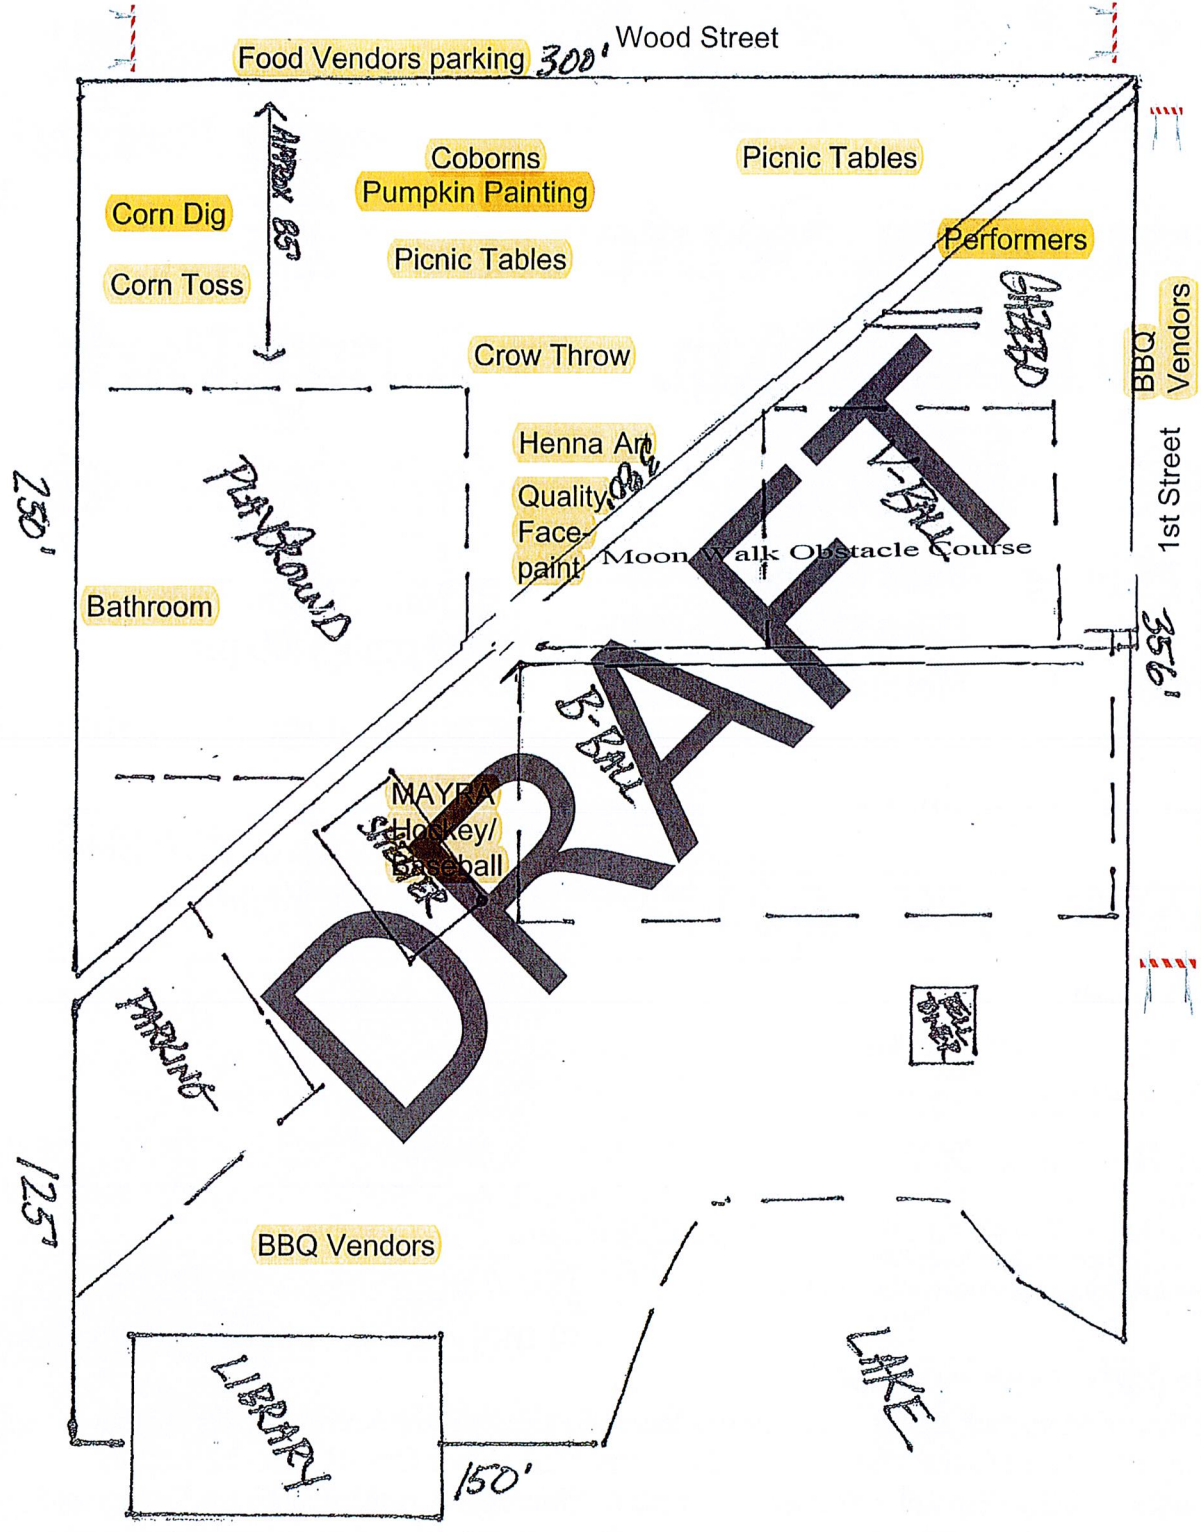 Wood Street
Food Vendors parking 300'
Approx 85'
Coborns
Pumpkin Painting
Picnic Tables
Corn Dig
Performers
Picnic Tables
Corn Toss
GAZEBO
BBQ
Vendors
Crow Throw
Henna Art
Quality
Face-
paint
V-BALL
1st Street
PLAYGROUND
250'
Moon Walk Obstacle Course
Bathroom
356'
B-BALL
MAYRA
Hockey/
Baseball
SHELTER
DRAFT
PARKING
125'
BBQ Vendors
LAKE
LIBRARY
150'